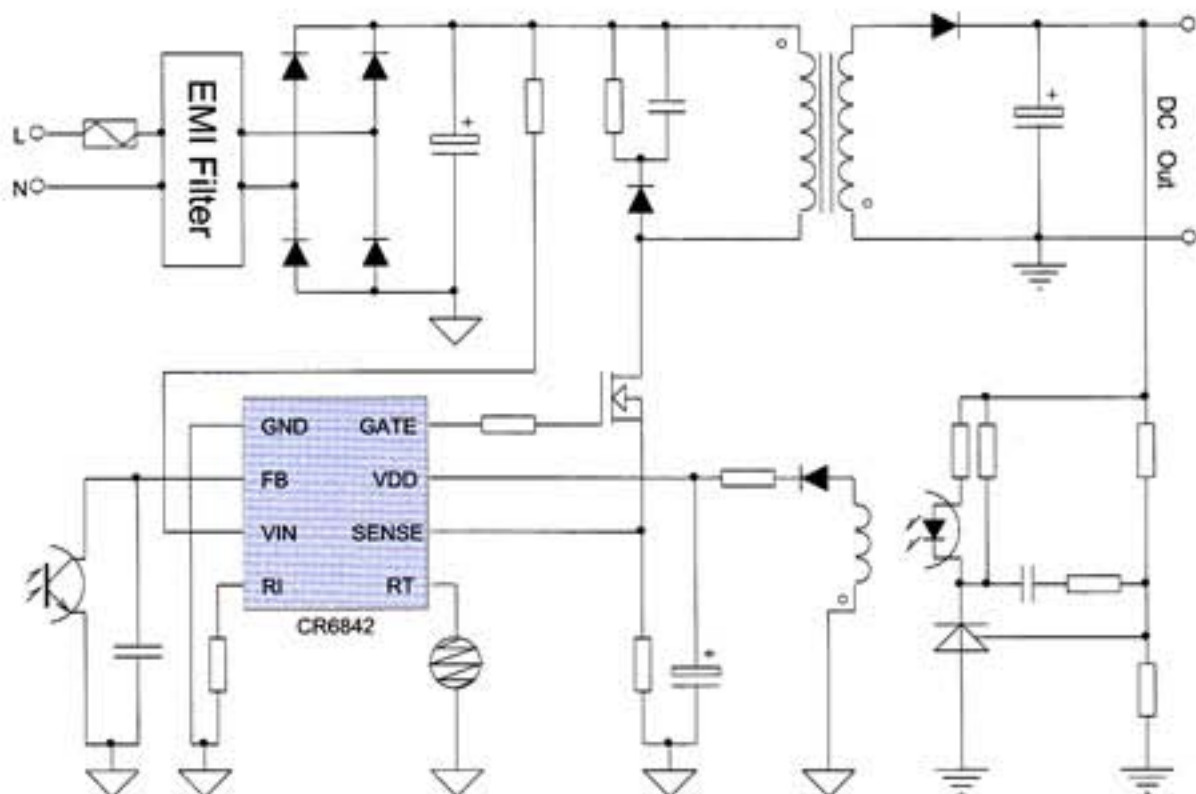 L
N
EMI Filter
DC Out
GND GATE
FB VDD
VIN SENSE
RI RT
CR6842